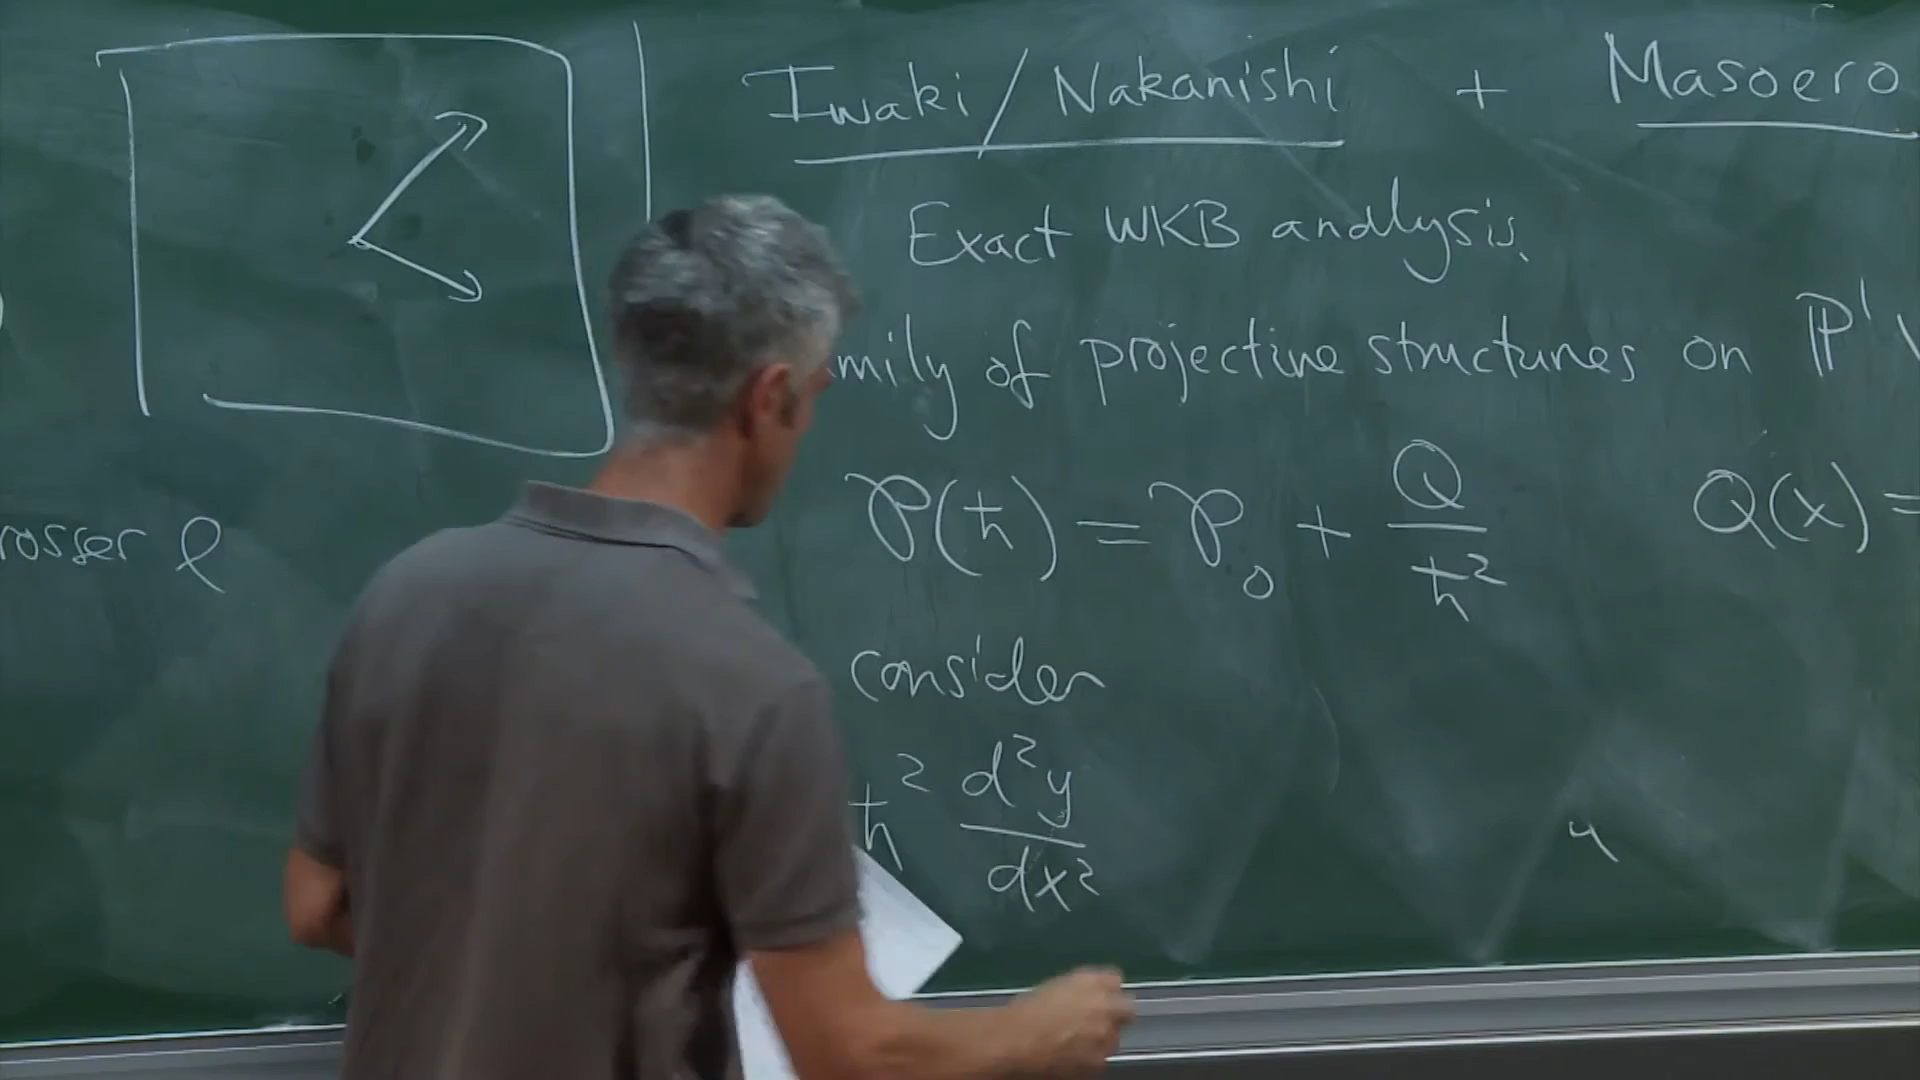 Iwaki / Nakanishi + Masoero
Exact WKB analysis.
mily of projective structures on ℙ¹ \
𝒫(ħ) = 𝒫₀ + Q/ħ² Q(x) =
rosser ℓ
consider
ħ² d²y/dx²